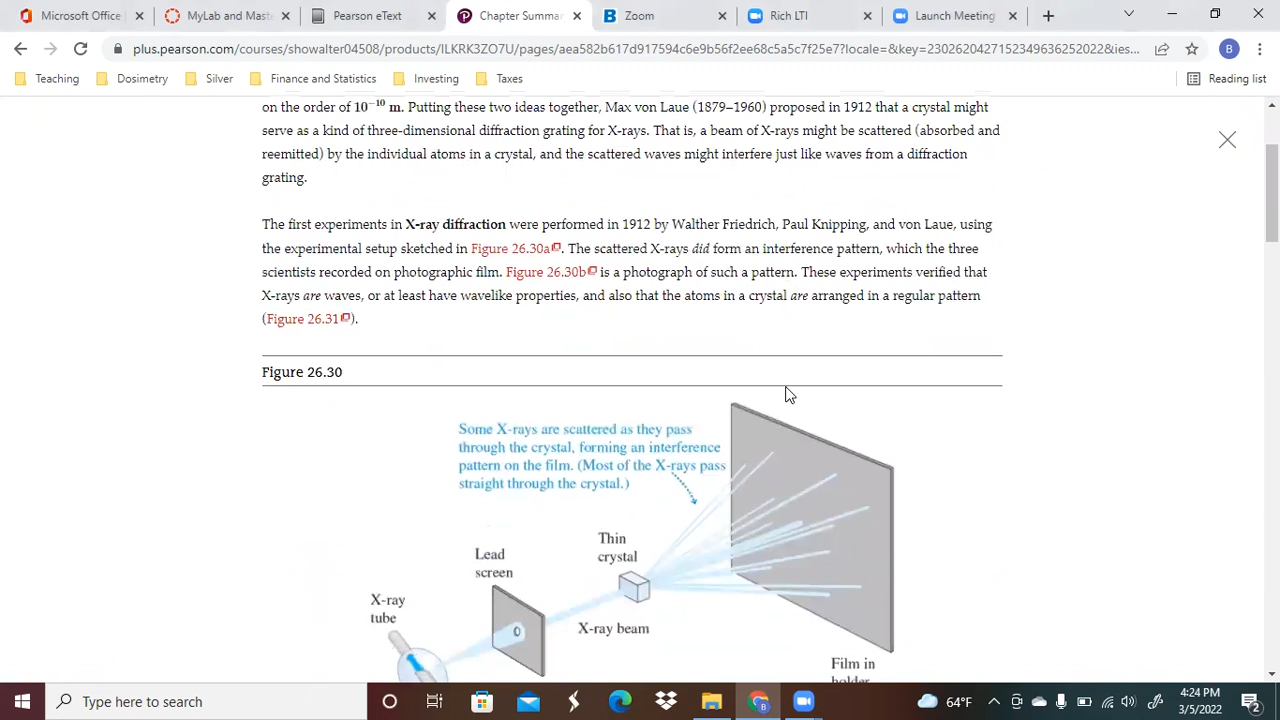 Microsoft Office
MyLab and Mast
Pearson eText
Chapter Summar
Zoom
Rich LTI
Launch Meeting
plus.pearson.com/courses/showalter04508/products/ILKRK3ZO7U/pages/aea582b617d917594c6e9b56f2ee68c5a5c7f25e7?locale=&key=2302620427152349636252022&ies...
B
Teaching
Dosimetry
Silver
Finance and Statistics
Investing
Taxes
Reading list
on the order of 10⁻¹⁰ m. Putting these two ideas together, Max von Laue (1879–1960) proposed in 1912 that a crystal might
serve as a kind of three-dimensional diffraction grating for X-rays. That is, a beam of X-rays might be scattered (absorbed and
reemitted) by the individual atoms in a crystal, and the scattered waves might interfere just like waves from a diffraction
grating.
The first experiments in X-ray diffraction were performed in 1912 by Walther Friedrich, Paul Knipping, and von Laue, using
the experimental setup sketched in Figure 26.30a. The scattered X-rays did form an interference pattern, which the three
scientists recorded on photographic film. Figure 26.30b is a photograph of such a pattern. These experiments verified that
X-rays are waves, or at least have wavelike properties, and also that the atoms in a crystal are arranged in a regular pattern
(Figure 26.31).
Figure 26.30
Some X-rays are scattered as they pass
through the crystal, forming an interference
pattern on the film. (Most of the X-rays pass
straight through the crystal.)
Thin
crystal
Lead
screen
X-ray
tube
X-ray beam
Film in
holder
Type here to search
64°F
4:24 PM
3/5/2022
2